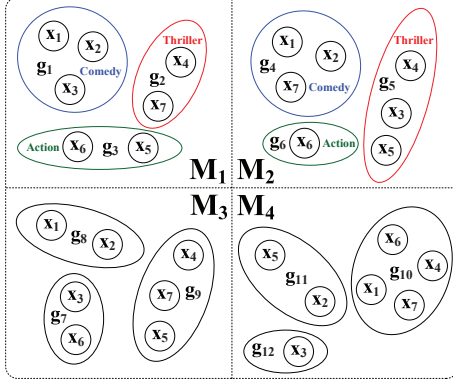 x1
x2
g1
Comedy
x3
Thriller
x4
g2
x7
Action
x6
g3
x5
M1
x1
x2
g4
x7
Comedy
Thriller
x4
g5
x3
x5
g6
x6
Action
M2
M3
x1
g8
x2
x3
g7
x6
x4
x7
g9
x5
M4
x5
g11
x2
x6
g10
x4
x1
x7
g12
x3